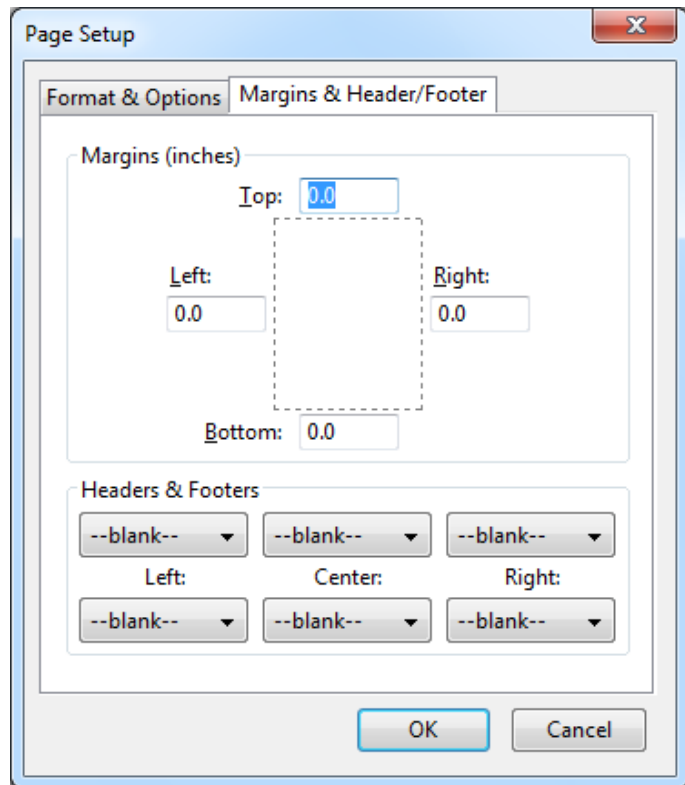 Page Setup
Format & Options Margins & Header/Footer
Margins (inches)
Top: 0.0
Left: Right:
0.0 0.0
Bottom: 0.0
Headers & Footers
--blank-- --blank-- --blank--
Left: Center: Right:
--blank-- --blank-- --blank--
OK Cancel